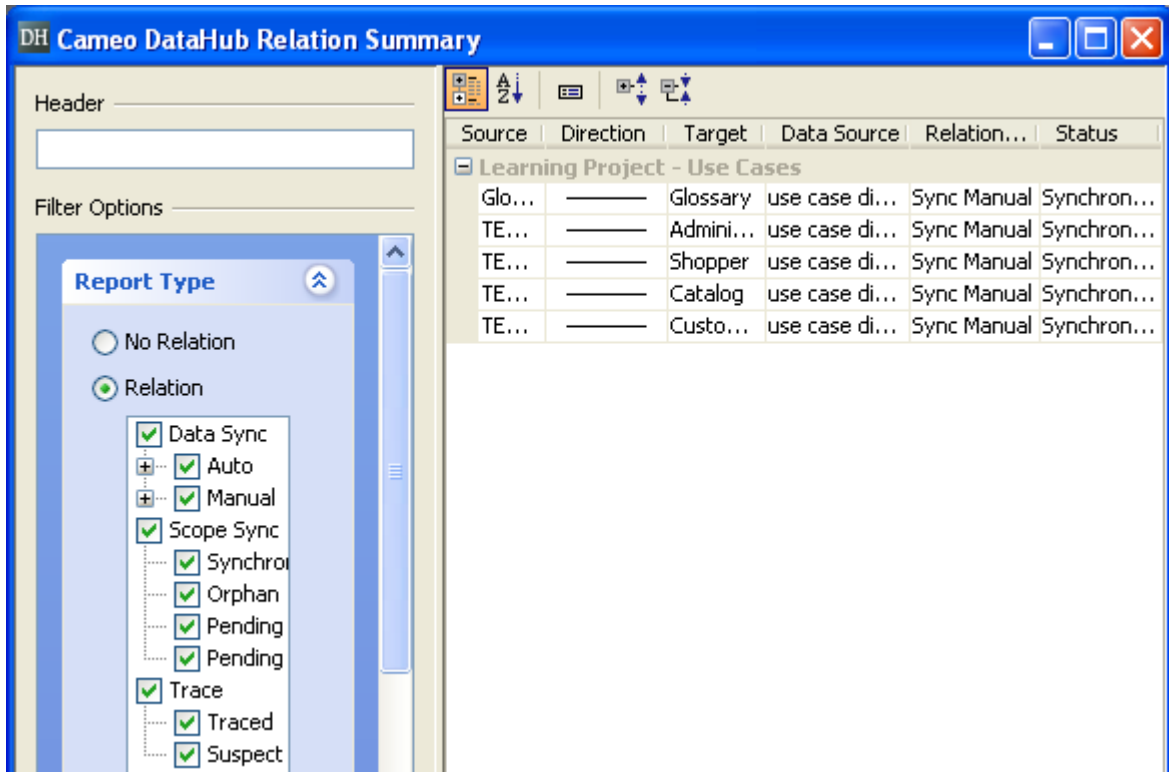 DH Cameo DataHub Relation Summary
Header
Filter Options
Report Type
No Relation
Relation
Data Sync
Auto
Manual
Scope Sync
Synchro
Orphan
Pending
Pending
Trace
Traced
Suspect
Source Direction Target Data Source Relation... Status
Learning Project - Use Cases
Glo... Glossary use case di... Sync Manual Synchron...
TE... Admini... use case di... Sync Manual Synchron...
TE... Shopper use case di... Sync Manual Synchron...
TE... Catalog use case di... Sync Manual Synchron...
TE... Custo... use case di... Sync Manual Synchron...